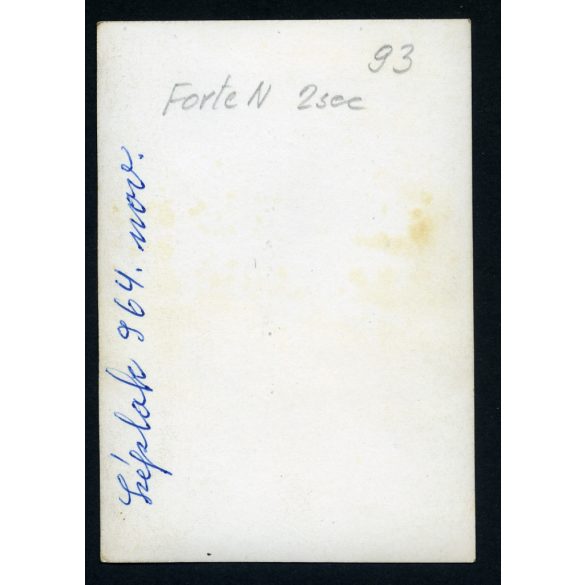 93
Forte N 2sec
Széplak 964. nov.